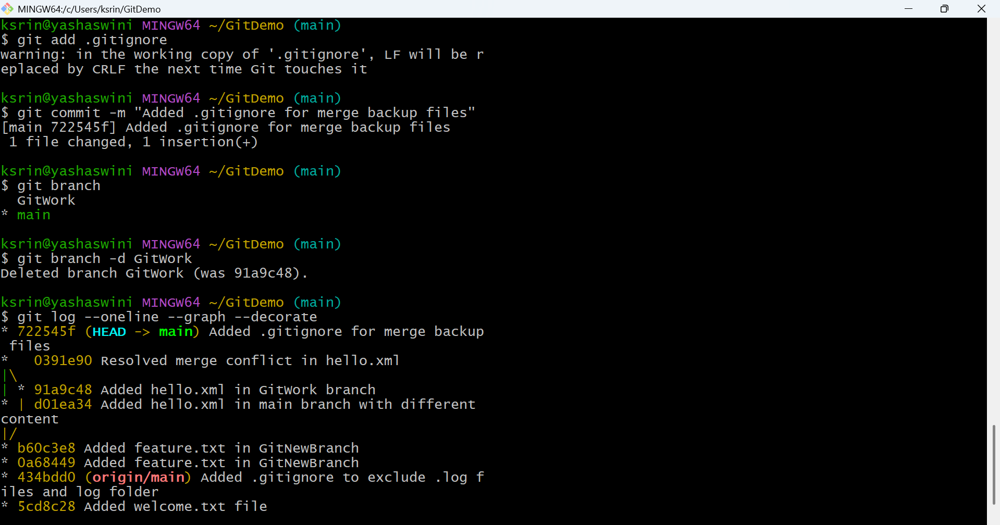 MINGW64:/c/Users/ksrin/GitDemo
ksrin@yashaswini MINGW64 ~/GitDemo (main)
$ git add .gitignore
warning: in the working copy of '.gitignore', LF will be r
eplaced by CRLF the next time Git touches it
ksrin@yashaswini MINGW64 ~/GitDemo (main)
$ git commit -m "Added .gitignore for merge backup files"
[main 722545f] Added .gitignore for merge backup files
 1 file changed, 1 insertion(+)
ksrin@yashaswini MINGW64 ~/GitDemo (main)
$ git branch
  GitWork
* main
ksrin@yashaswini MINGW64 ~/GitDemo (main)
$ git branch -d GitWork
Deleted branch GitWork (was 91a9c48).
ksrin@yashaswini MINGW64 ~/GitDemo (main)
$ git log --oneline --graph --decorate
* 722545f (HEAD -> main) Added .gitignore for merge backup
 files
*   0391e90 Resolved merge conflict in hello.xml
|\
| * 91a9c48 Added hello.xml in GitWork branch
* | d01ea34 Added hello.xml in main branch with different
content
|/
* b60c3e8 Added feature.txt in GitNewBranch
* 0a68449 Added feature.txt in GitNewBranch
* 434bdd0 (origin/main) Added .gitignore to exclude .log f
iles and log folder
* 5cd8c28 Added welcome.txt file